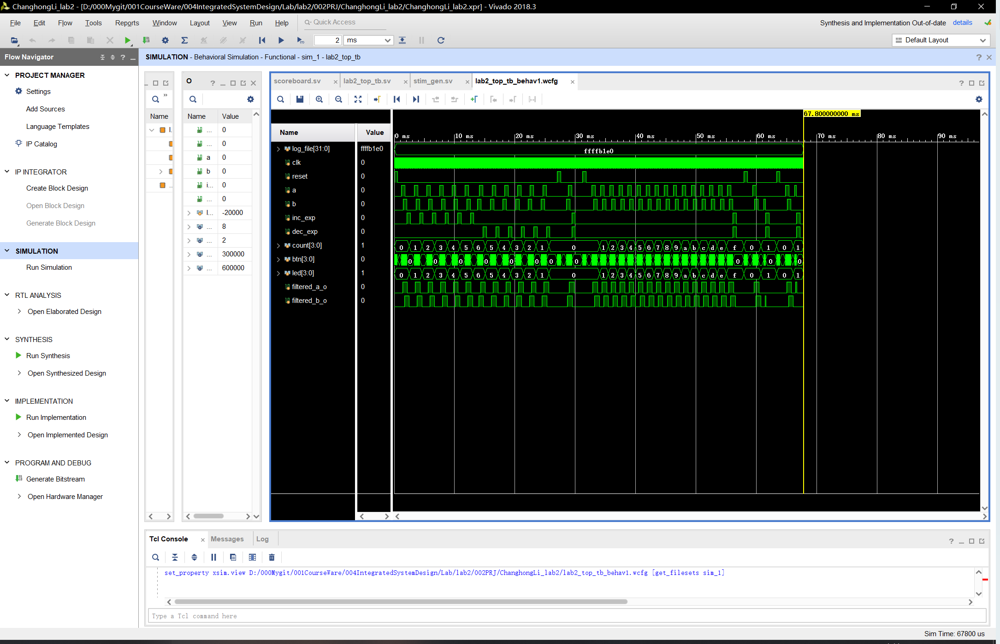 ChanghongLi_lab2 - [D:/000Mygit/001CourseWare/004IntegratedSystemDesign/Lab/lab2/002PRJ/ChanghongLi_lab2/ChanghongLi_lab2.xpr] - Vivado 2018.3
File Edit Flow Tools Reports Window Layout View Run Help Quick Access
Synthesis and Implementation Out-of-date details
2 ms
Default Layout
Flow Navigator
SIMULATION - Behavioral Simulation - Functional - sim_1 - lab2_top_tb
PROJECT MANAGER
Settings
Add Sources
Language Templates
IP Catalog
IP INTEGRATOR
Create Block Design
Open Block Design
Generate Block Design
SIMULATION
Run Simulation
RTL ANALYSIS
Open Elaborated Design
SYNTHESIS
Run Synthesis
Open Synthesized Design
IMPLEMENTATION
Run Implementation
Open Implemented Design
PROGRAM AND DEBUG
Generate Bitstream
Open Hardware Manager
Name
l.
..
O
Name Value
... 0
... 0
a 0
b 0
i... 0
... 0
l... -20000
... 8
... 2
... 300000
... 600000
scoreboard.sv lab2_top_tb.sv stim_gen.sv lab2_top_tb_behav1.wcfg
67.800000000 ms
Name Value
0 ms 10 ms 20 ms 30 ms 40 ms 50 ms 60 ms 70 ms 80 ms 90 ms
log_file[31:0] ffffb1e0 ffffb1e0
clk 0
reset 0
a 0
b 0
inc_exp 0
dec_exp 0
count[3:0] 1 0 1 2 3 4 5 6 5 4 3 2 1 0 1 2 3 4 5 6 7 8 9 a b c d e f 0 1 0 1
btn[3:0] 0 0 0 0 0 0 0 0 0 0 0 0
led[3:0] 1 0 1 2 3 4 5 6 5 4 3 2 1 0 1 2 3 4 5 6 7 8 9 a b c d e f 0 1 0 1
filtered_a_o 0
filtered_b_o 0
Tcl Console Messages Log
set_property xsim.view D:/000Mygit/001CourseWare/004IntegratedSystemDesign/Lab/lab2/002PRJ/ChanghongLi_lab2/lab2_top_tb_behav1.wcfg [get_filesets sim_1]
Type a Tcl command here
Sim Time: 67800 us